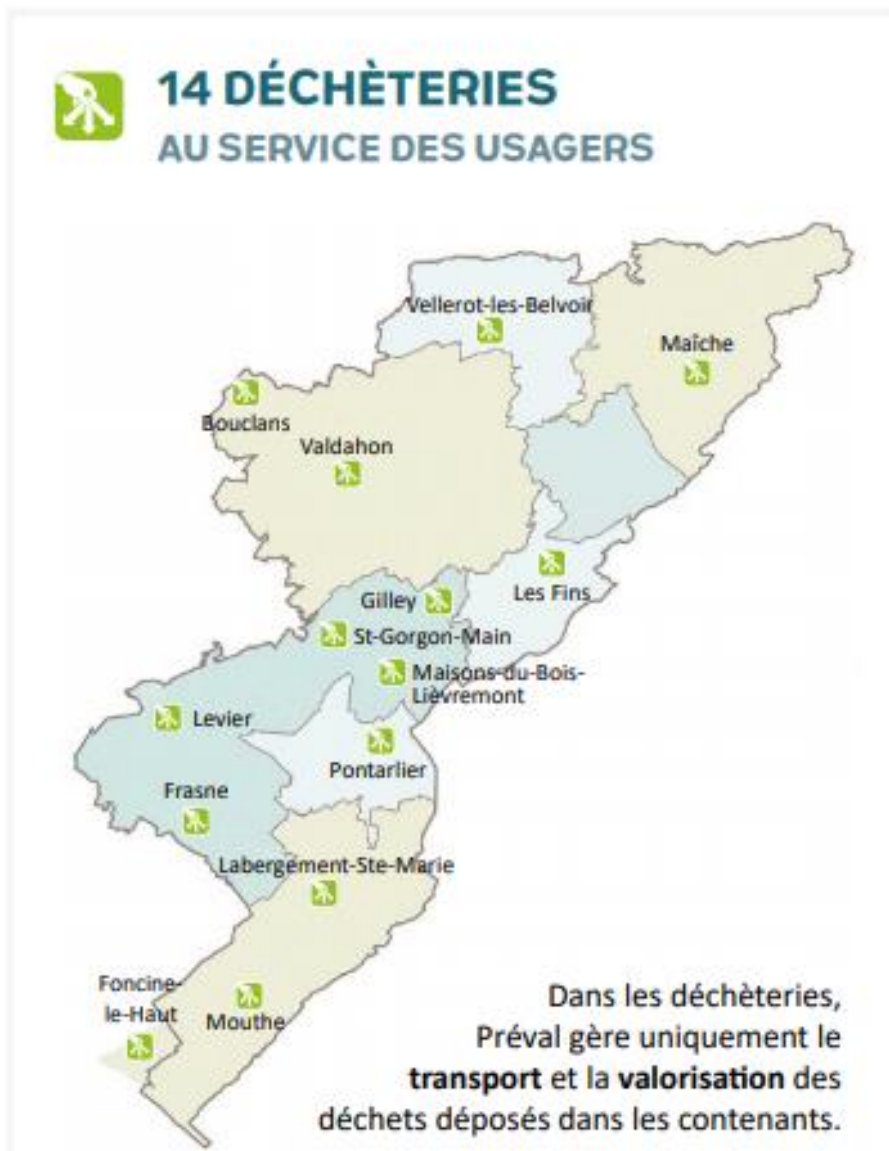 14 DÉCHÈTERIES
AU SERVICE DES USAGERS
Vellerot-les-Belvoir
Maîche
Bouclans
Valdahon
Les Fins
Gilley
St-Gorgon-Main
Maisons-du-Bois-
Lièvremont
Levier
Pontarlier
Frasne
Labergement-Ste-Marie
Foncine-
le-Haut
Mouthe
Dans les déchèteries,
Préval gère uniquement le
transport et la valorisation des
déchets déposés dans les contenants.